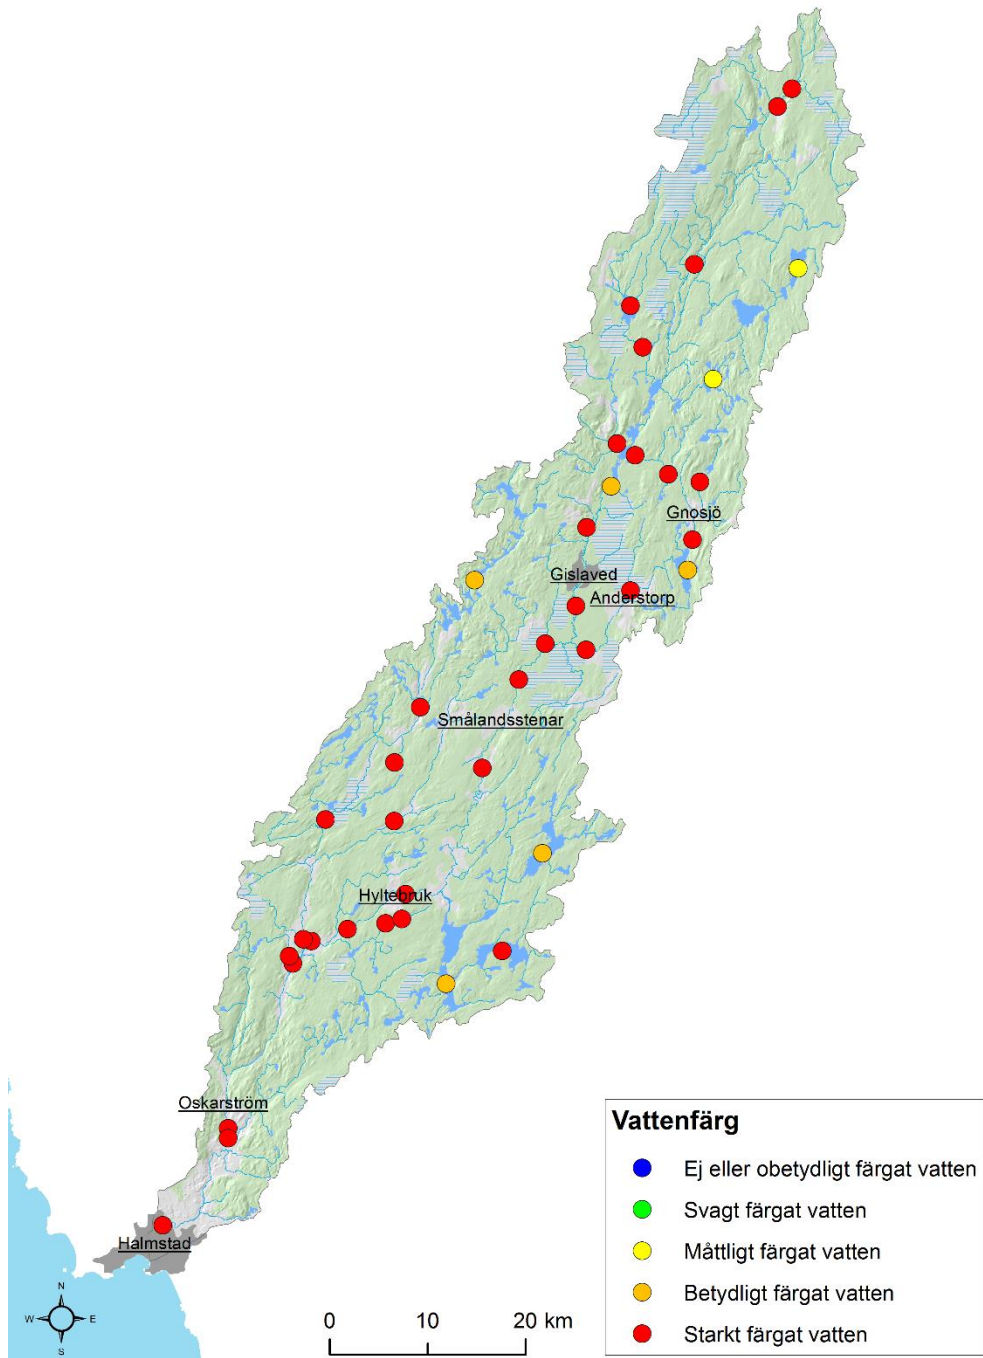 Gnosjö
Gislaved
Anderstorp
Smålandsstenar
Hyltebruk
Oskarström
Halmstad
N
W
E
S
0 10 20 km
Vattenfärg
Ej eller obetydligt färgat vatten
Svagt färgat vatten
Måttligt färgat vatten
Betydligt färgat vatten
Starkt färgat vatten